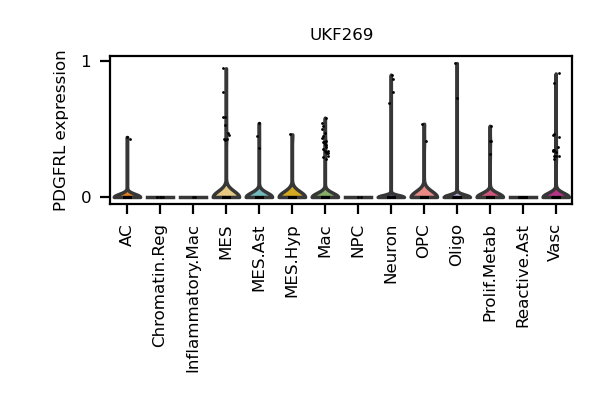 UKF269
PDGFRL expression
1
0
AC
Chromatin.Reg
Inflammatory.Mac
MES
MES.Ast
MES.Hyp
Mac
NPC
Neuron
OPC
Oligo
Prolif.Metab
Reactive.Ast
Vasc